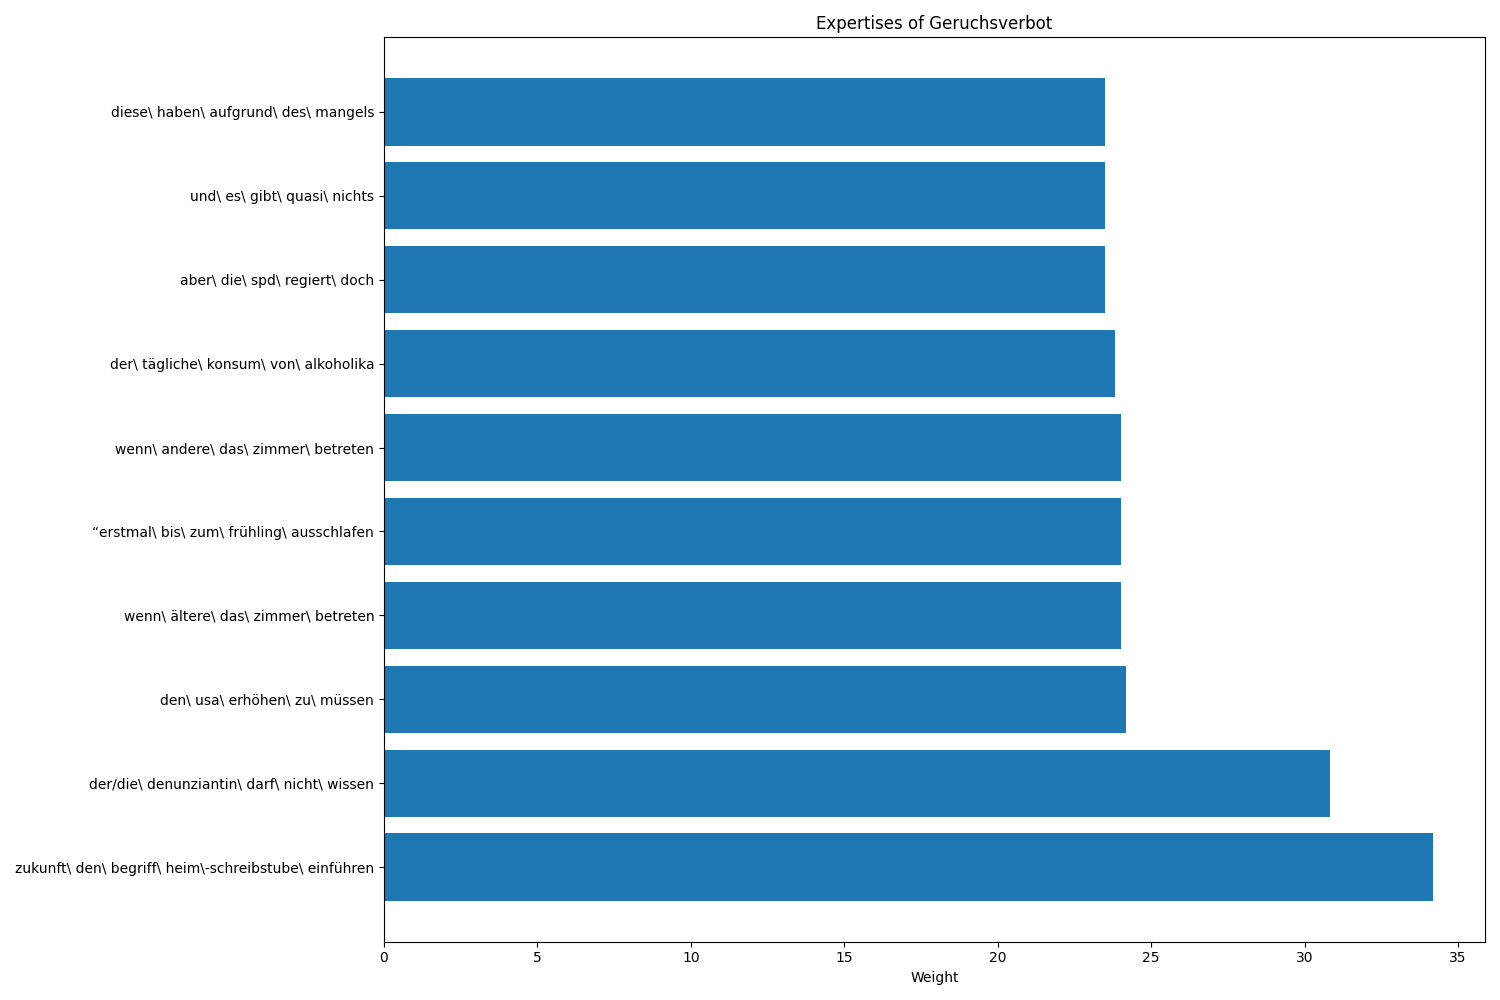 Expertises of Geruchsverbot
diese\ haben\ aufgrund\ des\ mangels
und\ es\ gibt\ quasi\ nichts
aber\ die\ spd\ regiert\ doch
der\ tägliche\ konsum\ von\ alkoholika
wenn\ andere\ das\ zimmer\ betreten
“erstmal\ bis\ zum\ frühling\ ausschlafen
wenn\ ältere\ das\ zimmer\ betreten
den\ usa\ erhöhen\ zu\ müssen
der/die\ denunziantin\ darf\ nicht\ wissen
zukunft\ den\ begriff\ heim\-schreibstube\ einführen
0 5 10 15 20 25 30 35
Weight